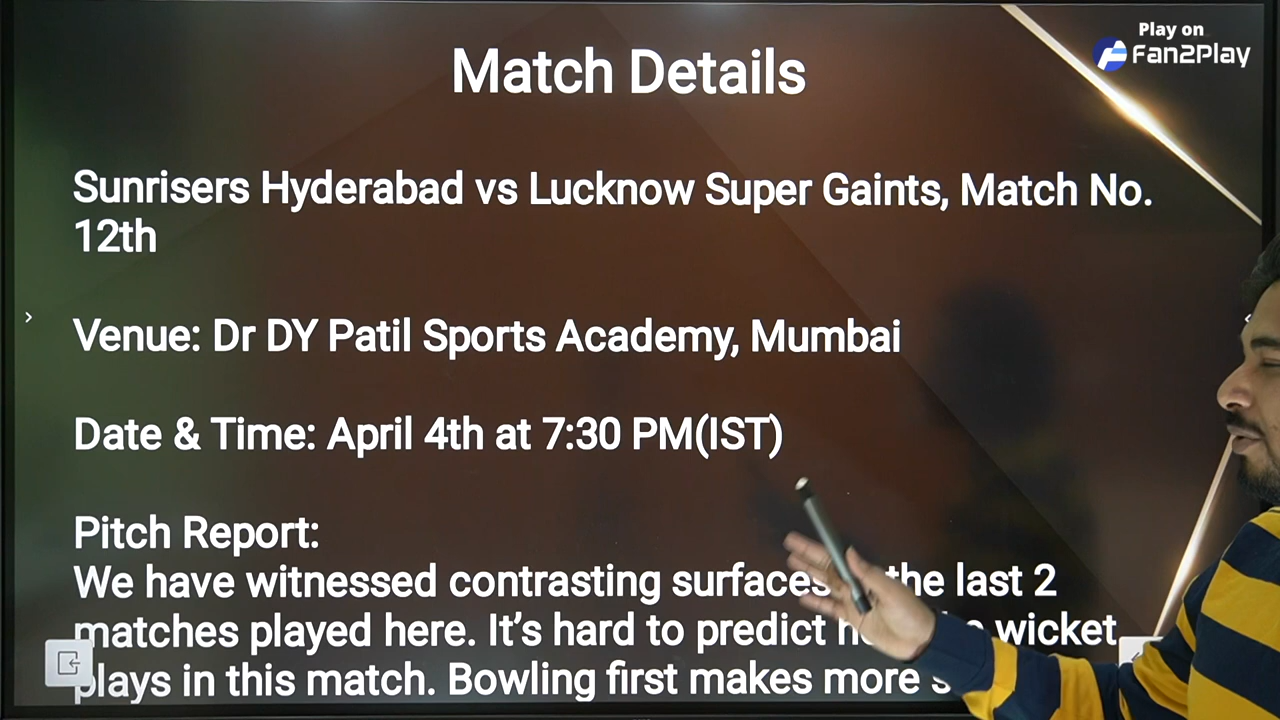 Play on
Fan2Play
Match Details
Sunrisers Hyderabad vs Lucknow Super Gaints, Match No.
12th
Venue: Dr DY Patil Sports Academy, Mumbai
Date & Time: April 4th at 7:30 PM(IST)
Pitch Report:
We have witnessed contrasting surfaces the last 2
matches played here. It’s hard to predict wicket
plays in this match. Bowling first makes more